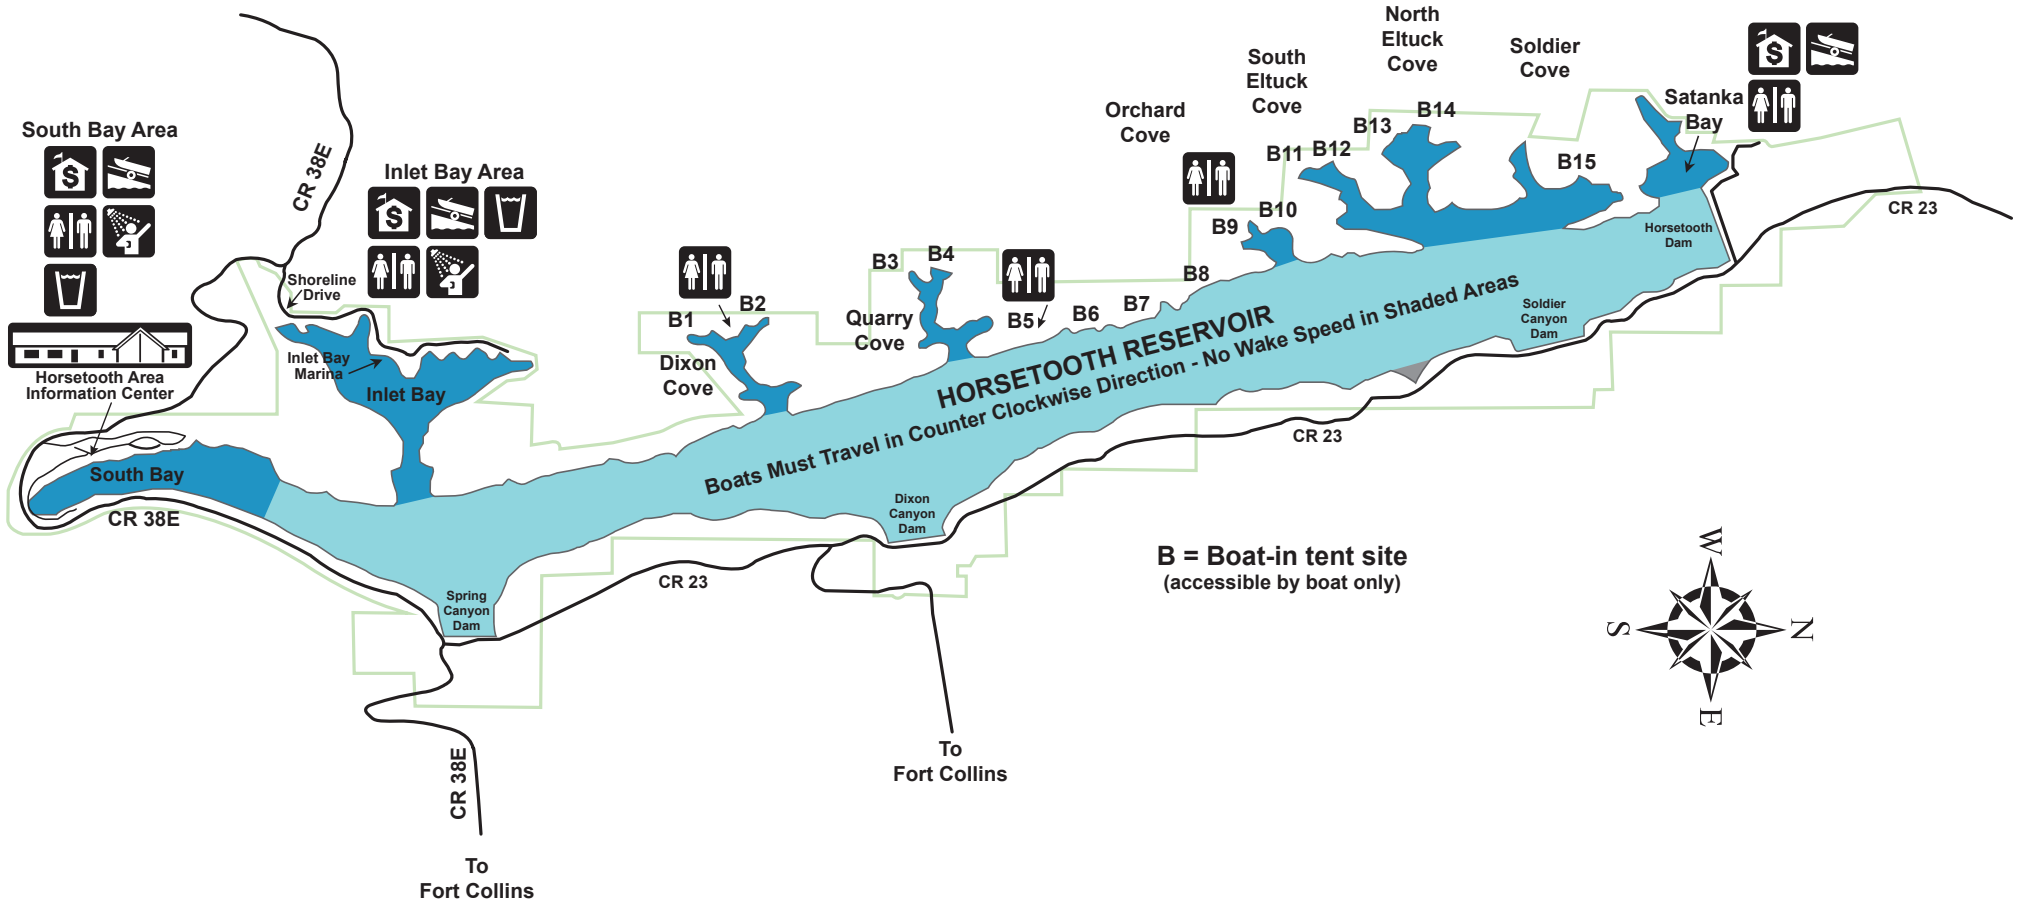 North
Eltuck
Cove
Soldier
Cove
South
Eltuck
Cove
Orchard
Cove
Satanka
Bay
South Bay Area
$
CR 38E
Inlet Bay Area
$
$
B14
B13
B12
B11
B15
B10
B9
B8
B7
B6
B5
B4
B3
B2
B1
CR 23
Horsetooth
Dam
Shoreline
Drive
Quarry
Cove
Dixon
Cove
Inlet Bay
Marina
Inlet Bay
Horsetooth Area
Information Center
South Bay
CR 38E
HORSETOOTH RESERVOIR
Boats Must Travel in Counter Clockwise Direction - No Wake Speed in Shaded Areas
Soldier
Canyon
Dam
CR 23
Dixon
Canyon
Dam
CR 23
Spring
Canyon
Dam
B = Boat-in tent site
(accessible by boat only)
W
S
N
E
To
Fort Collins
CR 38E
To
Fort Collins